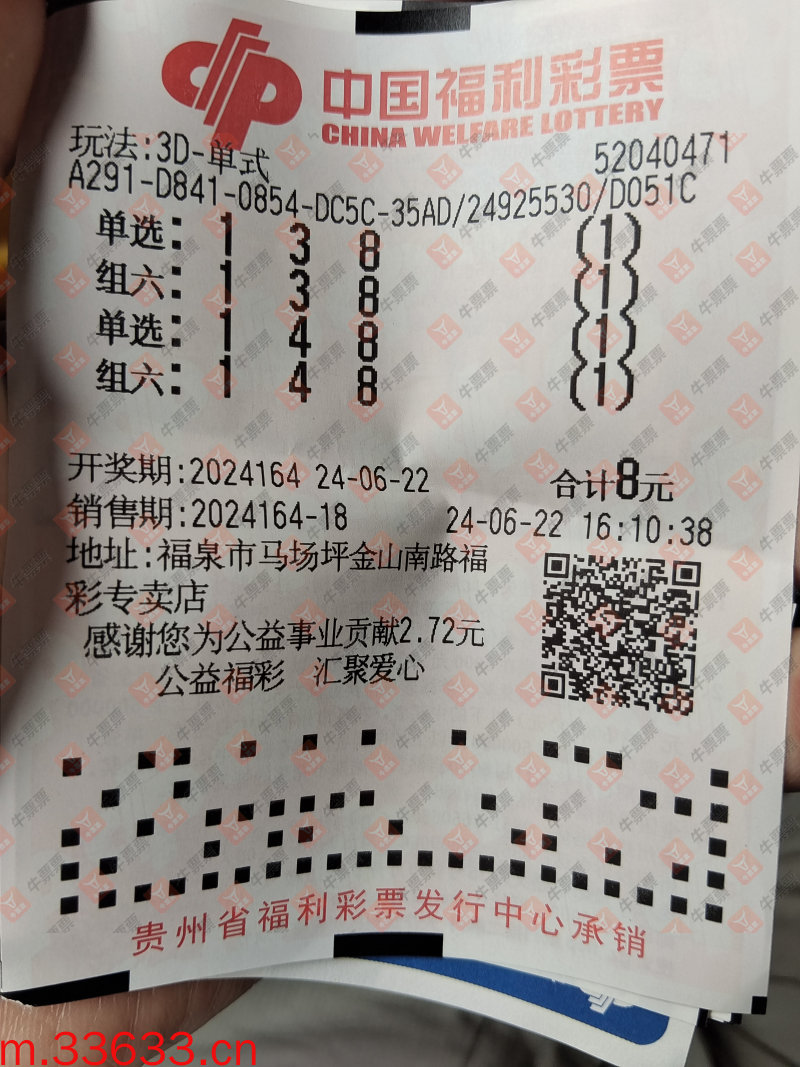 中国福利彩票
CHINA WELFARE LOTTERY
玩法:3D-单式 52040471
A291-D841-0854-DC5C-35AD/24925530/D051C
单选: 1 3 8 (1)
组六: 1 3 8 (1)
单选: 1 4 8 (1)
组六: 1 4 8 (1)
开奖期:2024164 24-06-22 合计8元
销售期:2024164-18 24-06-22 16:10:38
地址:福泉市马场坪金山南路福
彩专卖店
感谢您为公益事业贡献2.72元
公益福彩 汇聚爱心
贵州省福利彩票发行中心承销
m.33633.cn
牛票票